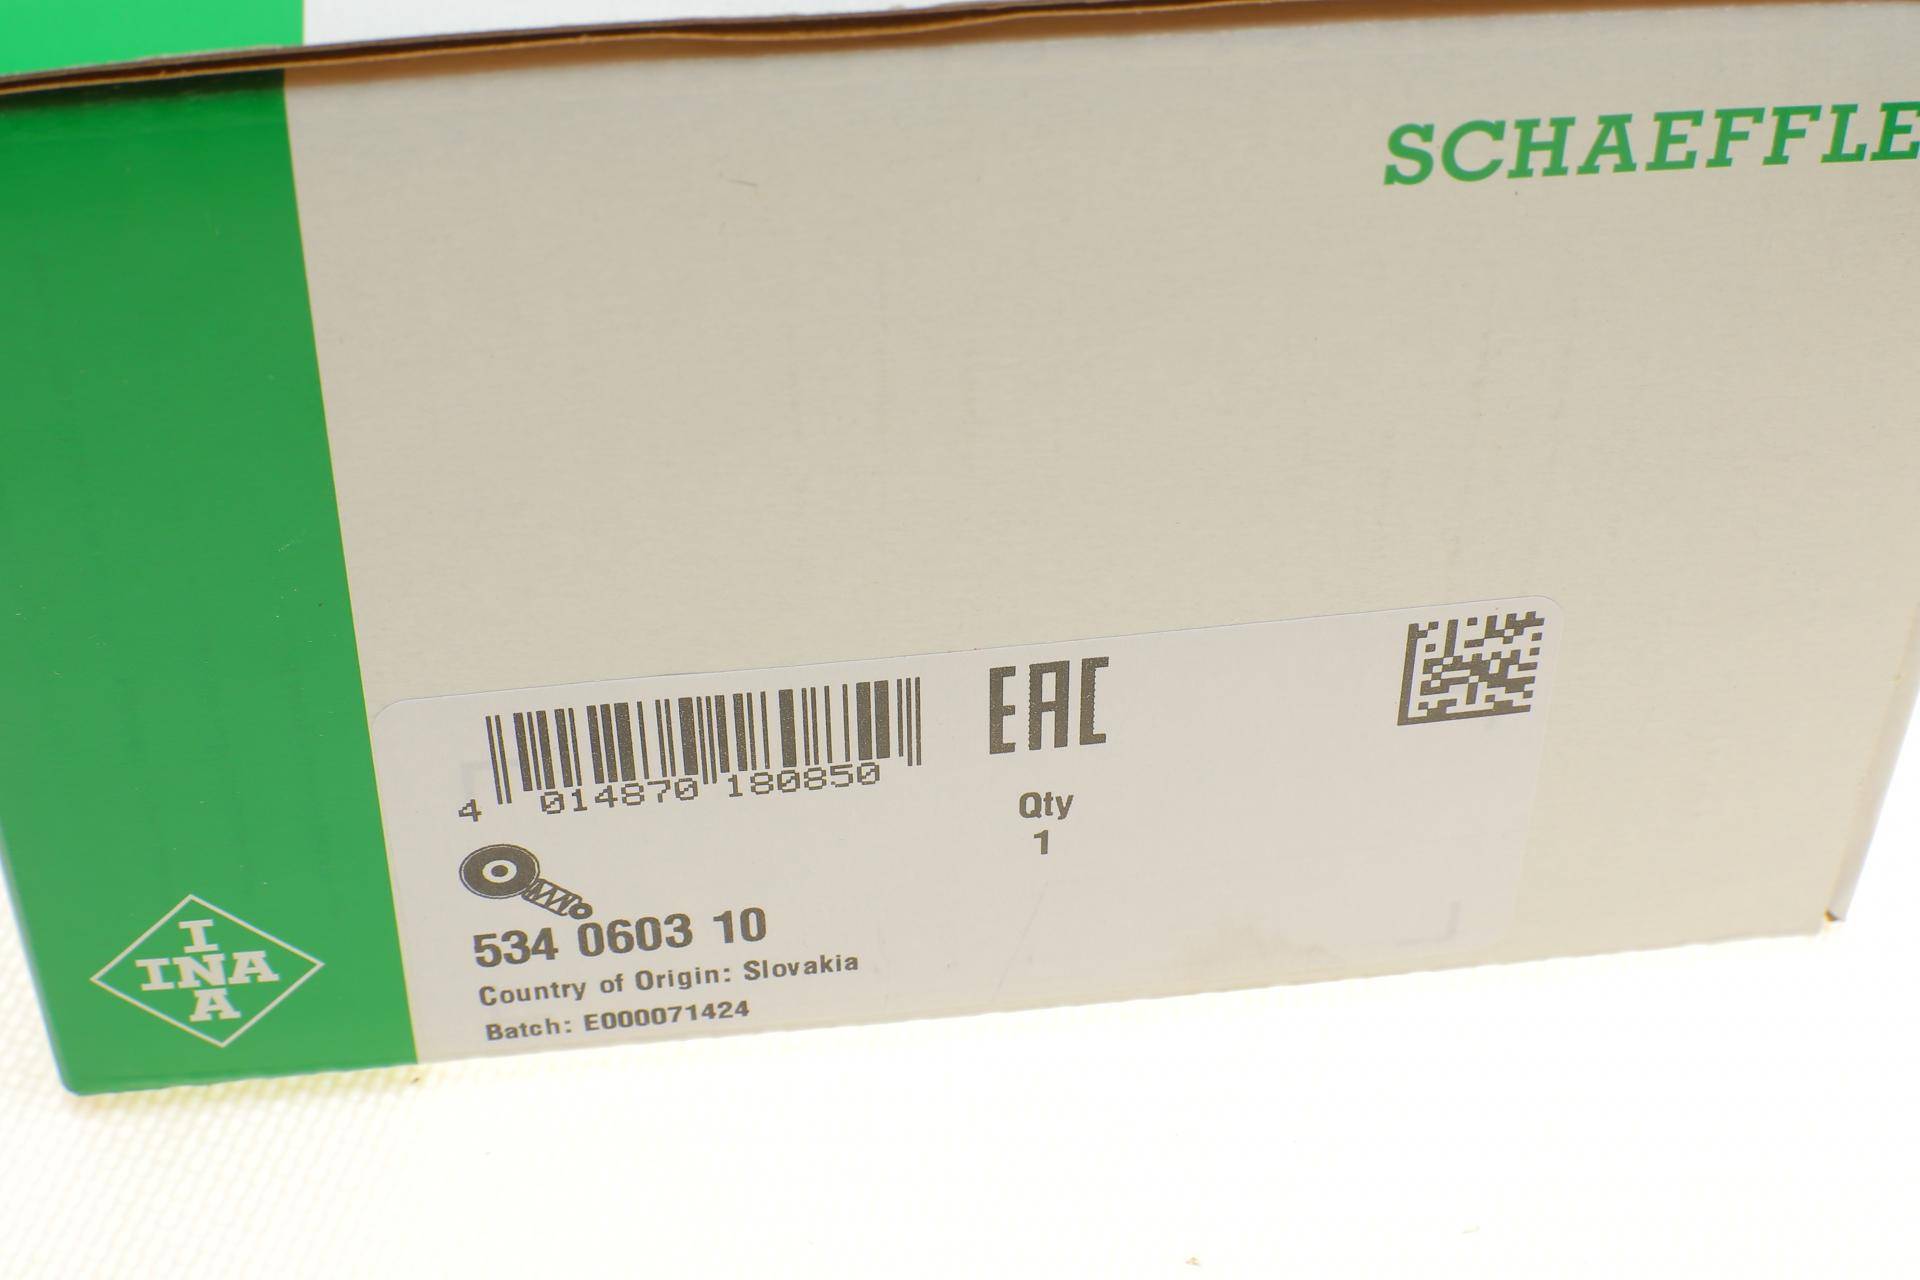 SCHAEFFLE
EAC
4 014870 180850
Qty
1
534 0603 10
Country of Origin: Slovakia
Batch: E000071424
I
INA
A